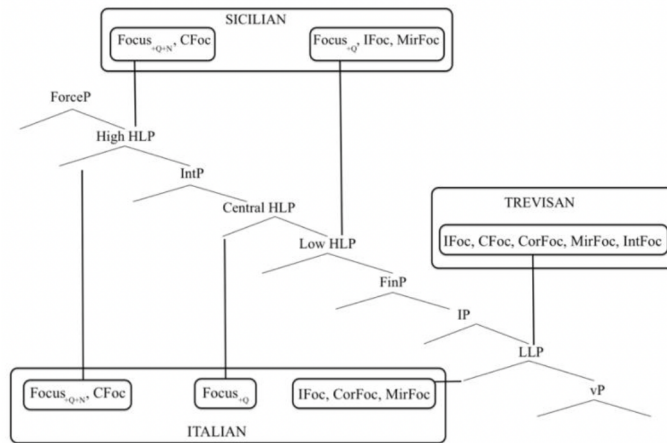 SICILIAN
Focus+Q+N, CFoc
Focus+Q, IFoc, MirFoc
ForceP
High HLP
IntP
Central HLP
TREVISAN
IFoc, CFoc, CorFoc, MirFoc, IntFoc
Low HLP
FinP
IP
LLP
vP
Focus+Q+N, CFoc
Focus+Q
IFoc, CorFoc, MirFoc
ITALIAN